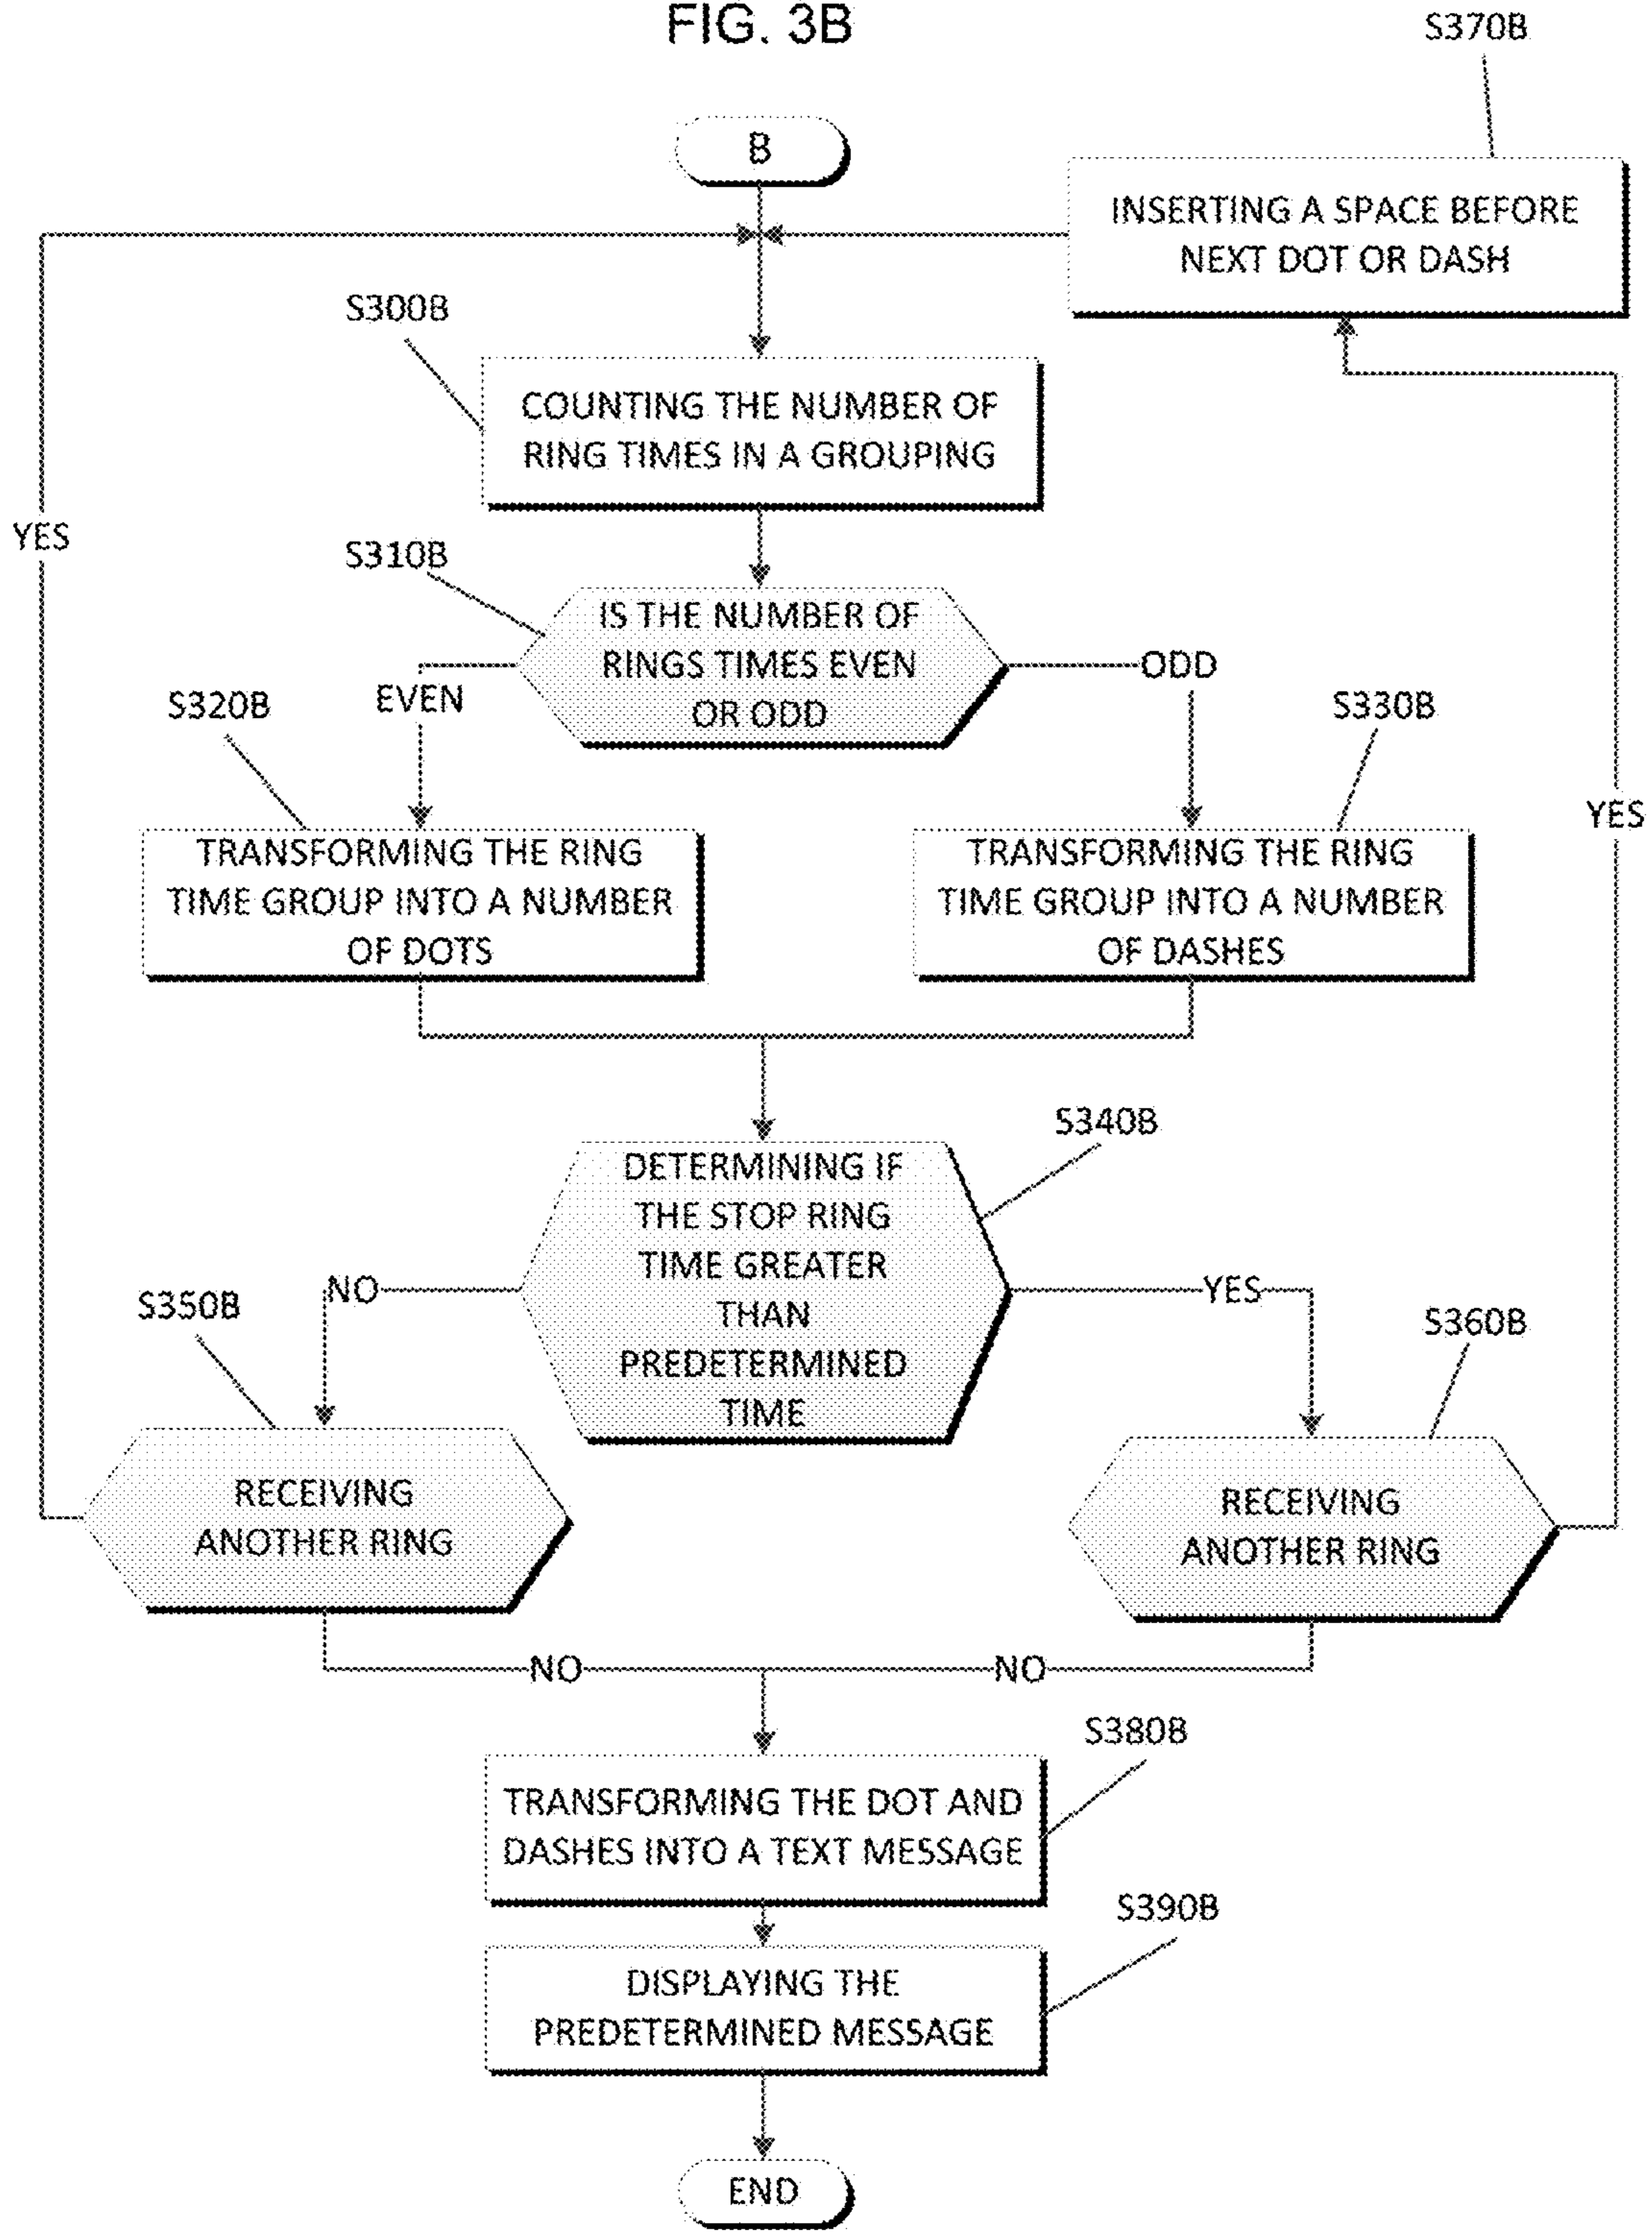 FIG. 3B
S370B
B
INSERTING A SPACE BEFORE
NEXT DOT OR DASH
S300B
COUNTING THE NUMBER OF
RING TIMES IN A GROUPING
YES
S310B
IS THE NUMBER OF
RINGS TIMES EVEN
OR ODD
ODD
EVEN
S320B
S330B
YES
TRANSFORMING THE RING
TIME GROUP INTO A NUMBER
OF DOTS
TRANSFORMING THE RING
TIME GROUP INTO A NUMBER
OF DASHES
S340B
DETERMINING IF
THE STOP RING
TIME GREATER
THAN
PREDETERMINED
TIME
NO
YES
S350B
S360B
RECEIVING
ANOTHER RING
RECEIVING
ANOTHER RING
NO
NO
S380B
TRANSFORMING THE DOT AND
DASHES INTO A TEXT MESSAGE
S390B
DISPLAYING THE
PREDETERMINED MESSAGE
END